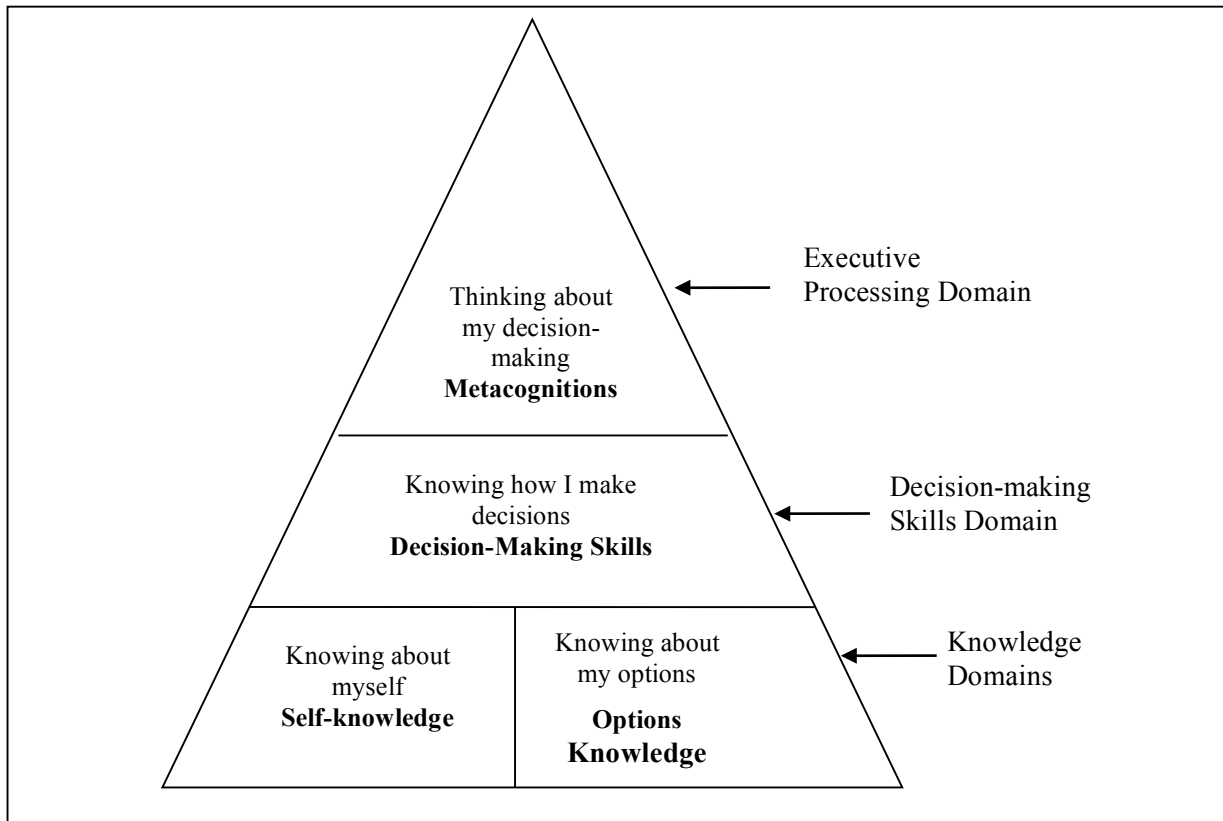 Executive
Processing Domain
Thinking about
my decision-
making
Metacognitions
Knowing how I make
decisions
Decision-Making Skills
Decision-making
Skills Domain
Knowing about
myself
Self-knowledge
Knowing about
my options
Options
Knowledge
Knowledge
Domains